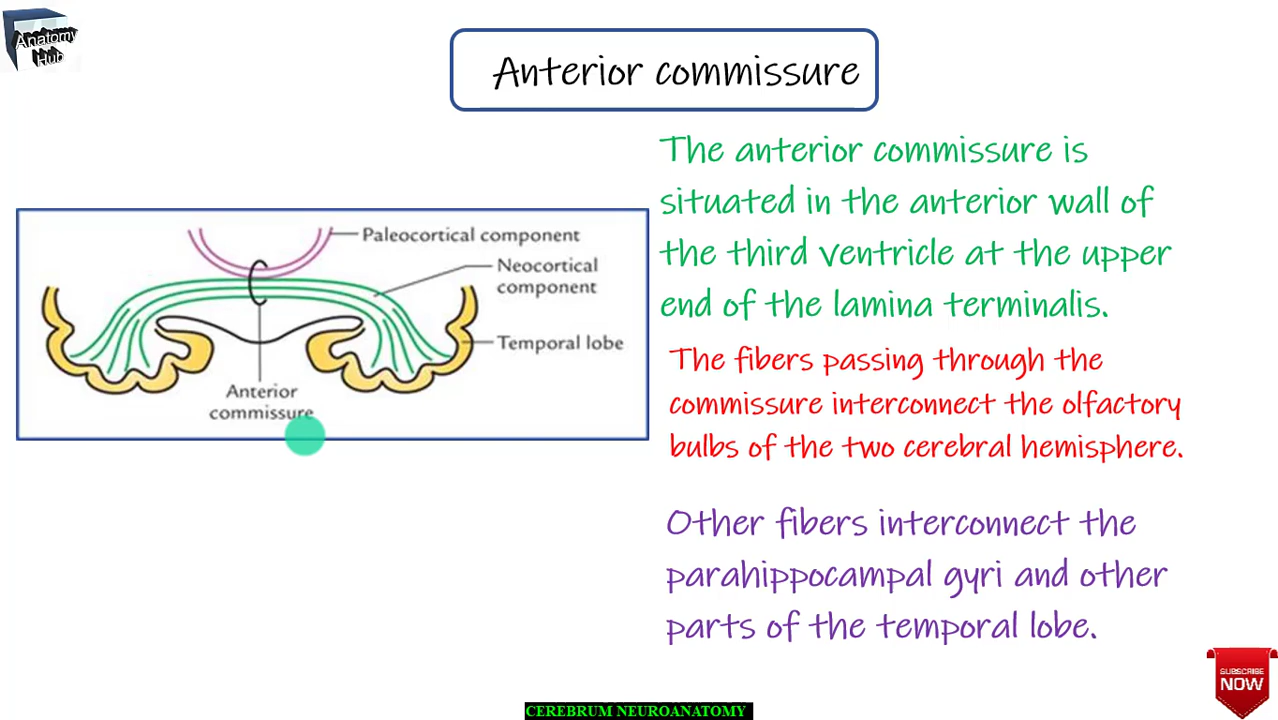 Anatomy
Hub
Anterior commissure
The anterior commissure is
situated in the anterior wall of
the third ventricle at the upper
end of the lamina terminalis.
Paleocortical component
Neocortical
component
Temporal lobe
Anterior
commissure
The fibers passing through the
commissure interconnect the olfactory
bulbs of the two cerebral hemisphere.
Other fibers interconnect the
parahippocampal gyri and other
parts of the temporal lobe.
SUBSCRIBE
NOW
CEREBRUM NEUROANATOMY